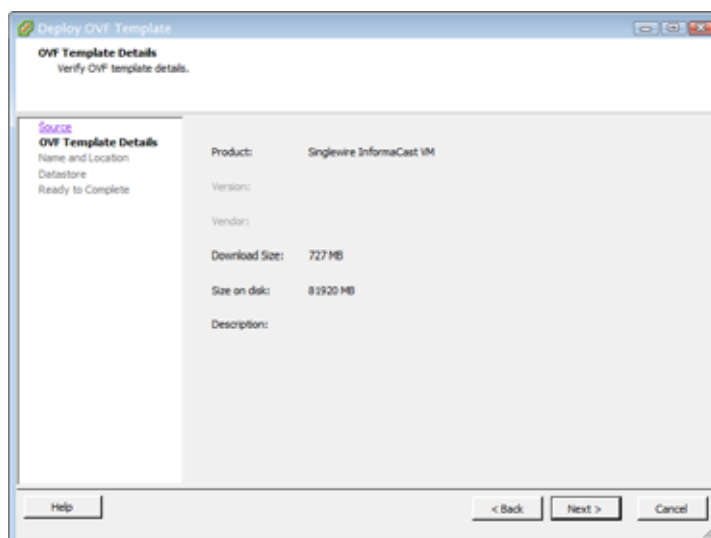 Deploy OVF Template
OVF Template Details
Verify OVF template details.
Source
OVF Template Details
Name and Location
Datastore
Ready to Complete
Product: Singlewire InformaCast VM
Version:
Vendor:
Download Size: 727 MB
Size on disk: 81920 MB
Description:
Help
< Back
Next >
Cancel